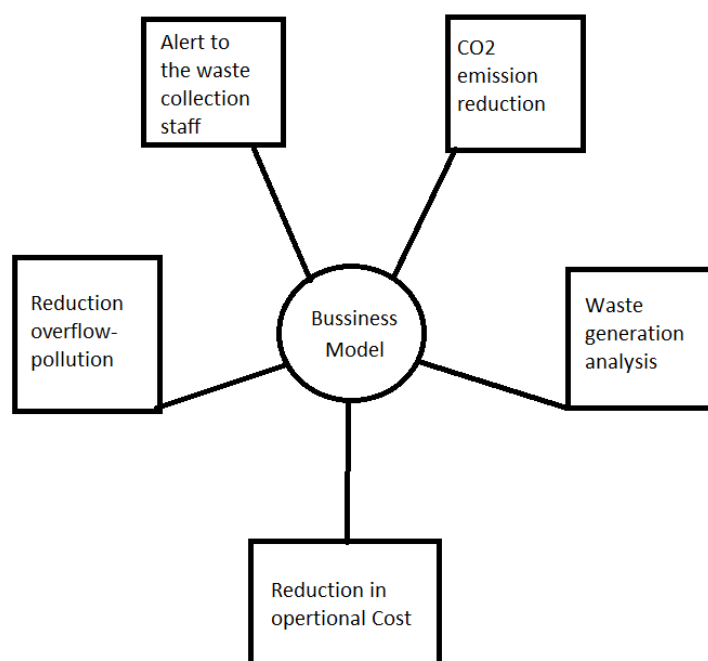 Alert to
the waste
collection
staff
CO2
emission
reduction
Reduction
overflow-
pollution
Bussiness
Model
Waste
generation
analysis
Reduction in
opertional Cost